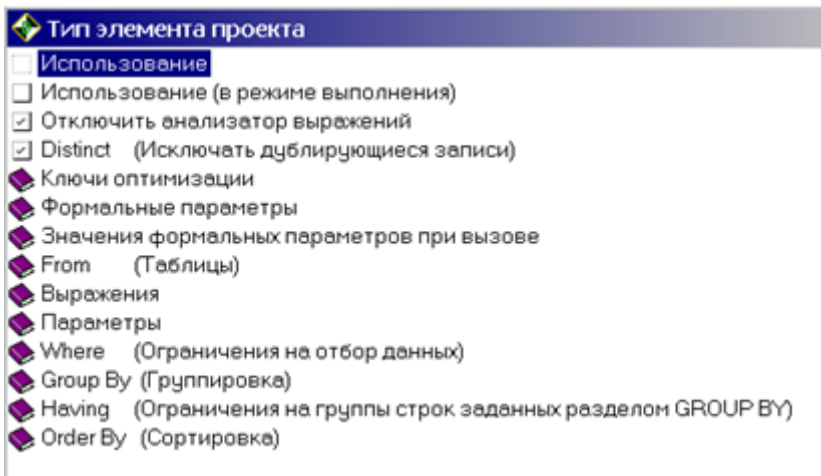 Тип элемента проекта
Использование
Использование (в режиме выполнения)
Отключить анализатор выражений
Distinct (Исключать дублирующиеся записи)
Ключи оптимизации
Формальные параметры
Значения формальных параметров при вызове
From (Таблицы)
Выражения
Параметры
Where (Ограничения на отбор данных)
Group By (Группировка)
Having (Ограничения на группы строк заданных разделом GROUP BY)
Order By (Сортировка)